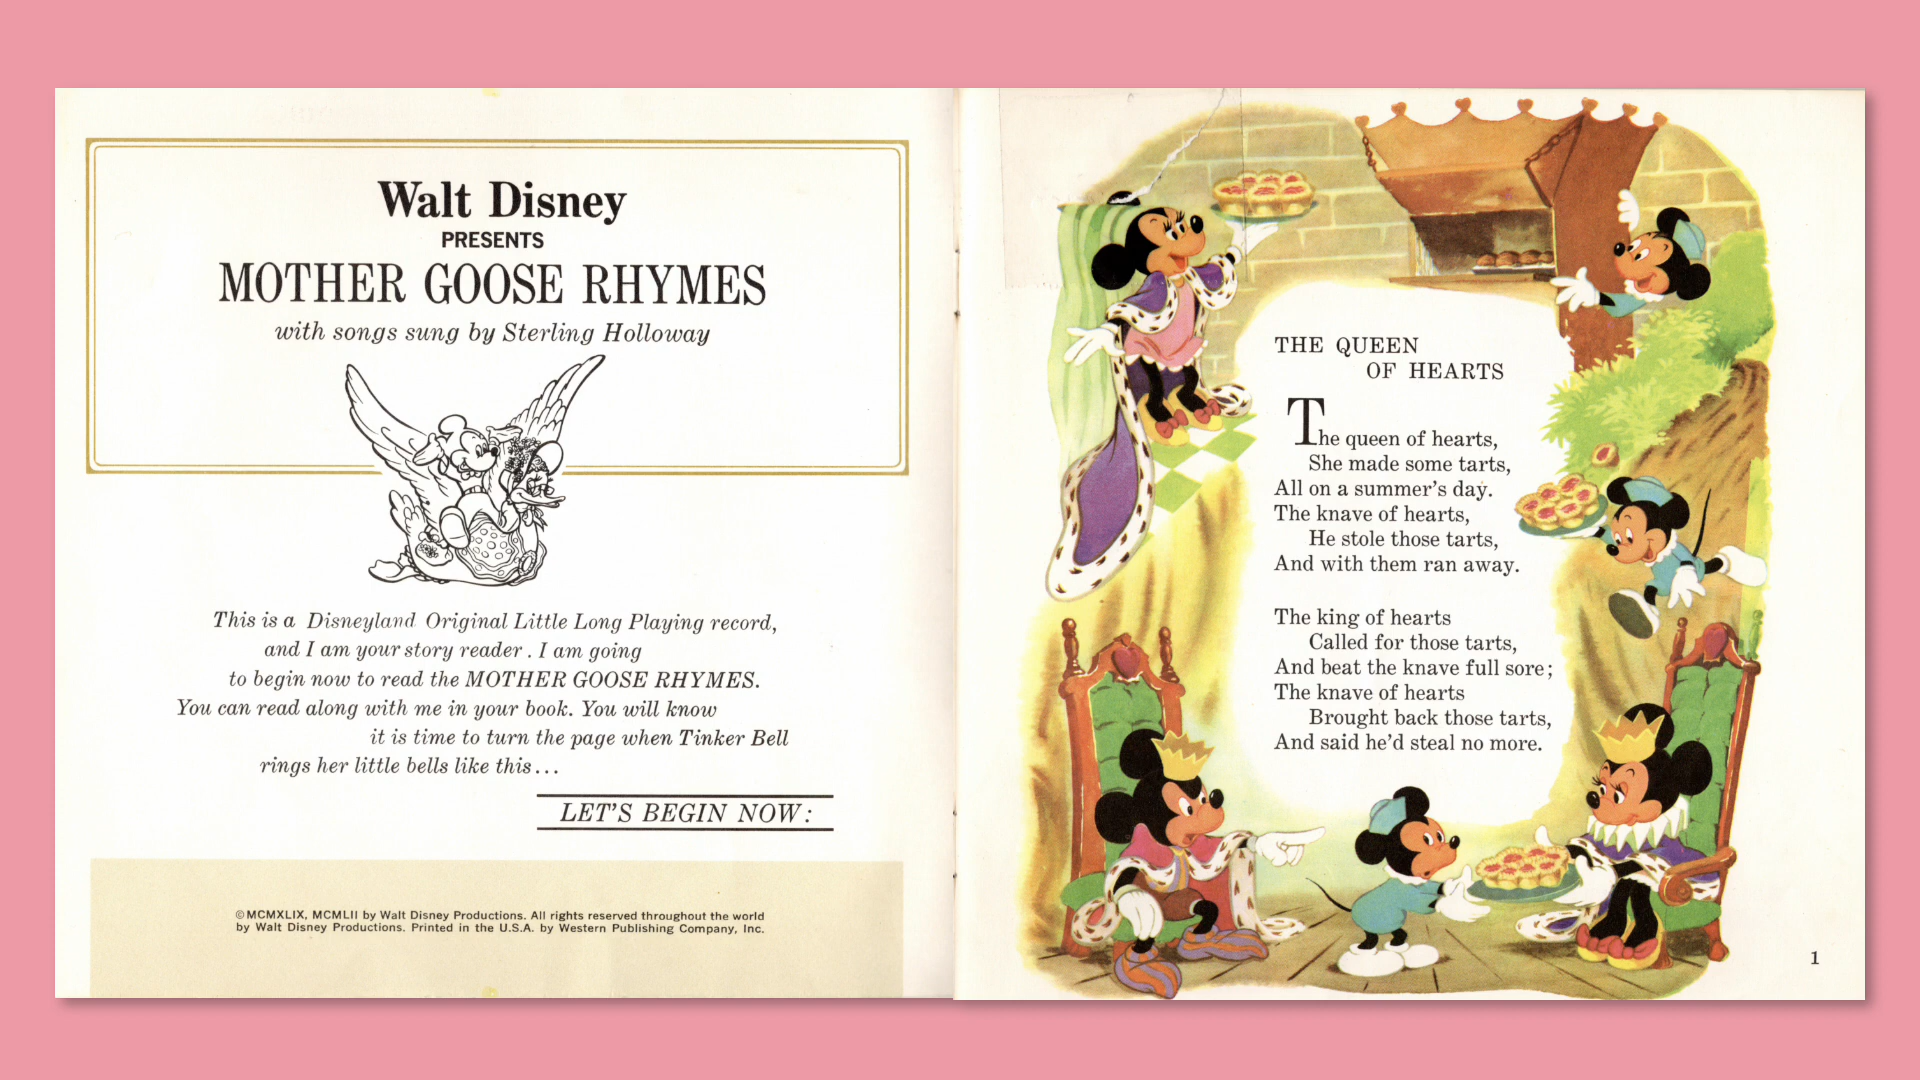 Walt Disney
PRESENTS
MOTHER GOOSE RHYMES
with songs sung by Sterling Holloway
This is a Disneyland Original Little Long Playing record,
and I am your story reader. I am going
to begin now to read the MOTHER GOOSE RHYMES.
You can read along with me in your book. You will know
it is time to turn the page when Tinker Bell
rings her little bells like this...
LET'S BEGIN NOW:
©MCMXLIX, MCMLII by Walt Disney Productions. All rights reserved throughout the world
by Walt Disney Productions. Printed in the U.S.A. by Western Publishing Company, Inc.
THE QUEEN
OF HEARTS
The queen of hearts,
She made some tarts,
All on a summer's day.
The knave of hearts,
He stole those tarts,
And with them ran away.
The king of hearts
Called for those tarts,
And beat the knave full sore;
The knave of hearts
Brought back those tarts,
And said he'd steal no more.
1